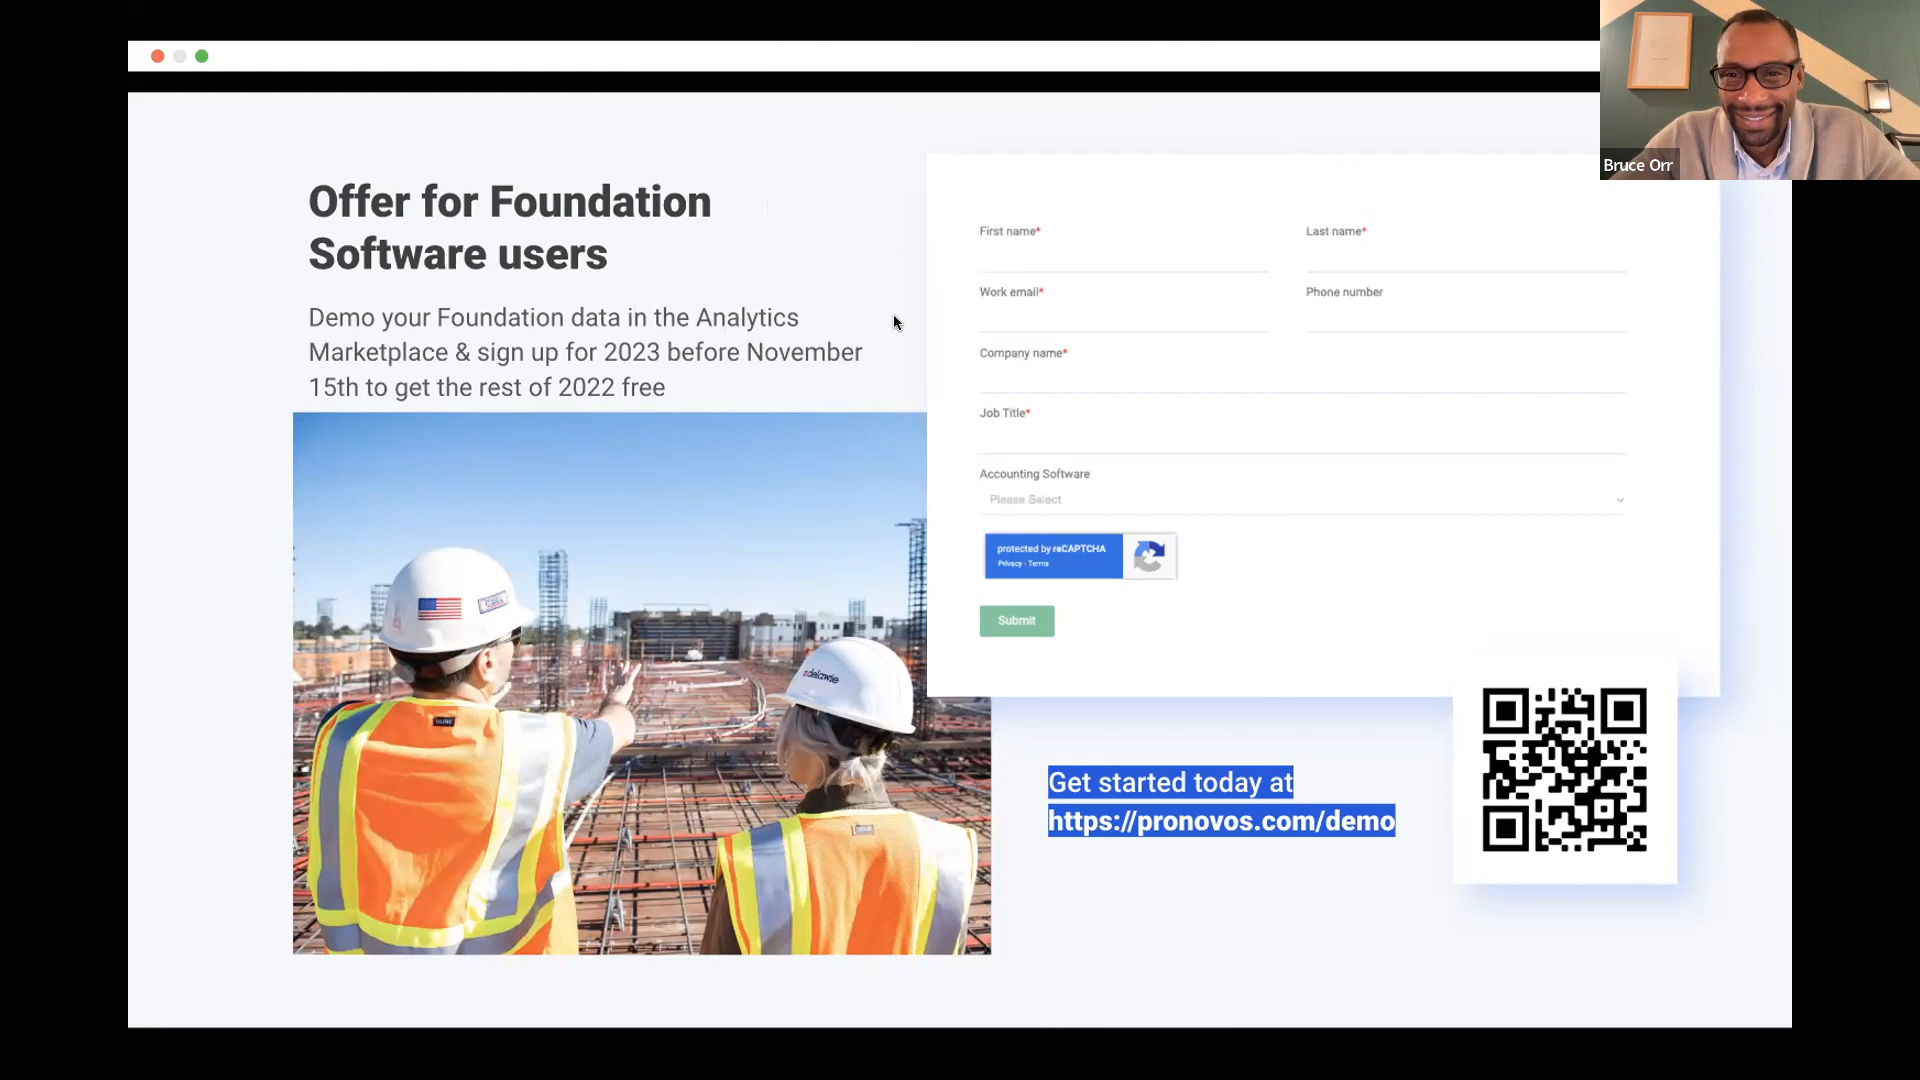 Bruce Orr
Offer for Foundation
Software users
Demo your Foundation data in the Analytics
Marketplace & sign up for 2023 before November
15th to get the rest of 2022 free
First name*
Last name*
Work email*
Phone number
Company name*
Job Title*
Accounting Software
Please Select
protected by reCAPTCHA
Privacy - Terms
Submit
delawie
Get started today at
https://pronovos.com/demo